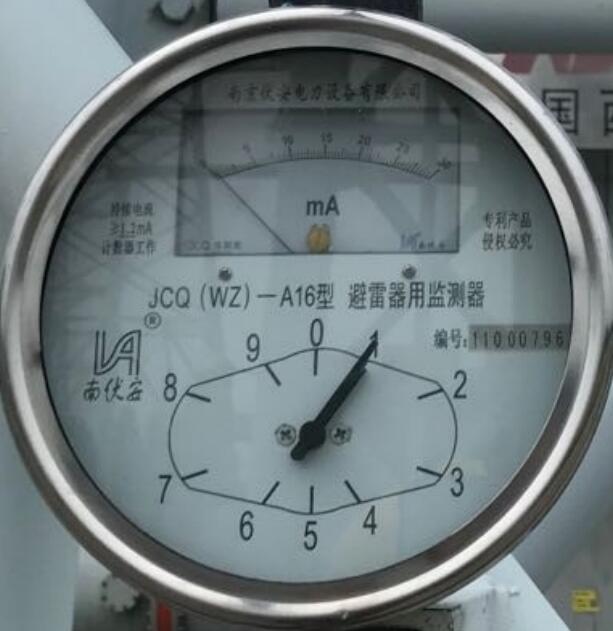 南京伏安电力设备有限公司
0 5 10 15 20 25 30
mA
持续电流
≥1.2mA
计数器工作
专利产品
侵权必究
JCQ(WZ)-A16型 避雷器用监测器
编号:11000796
®
南伏安
0
1
2
3
4
5
6
7
8
9
国